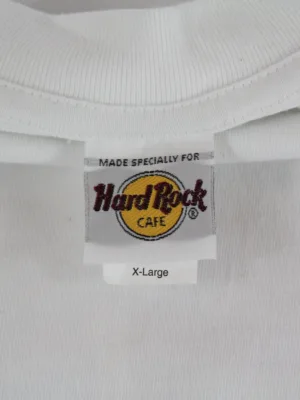 MADE SPECIALLY FOR
Hard Rock
CAFE ®
X-Large